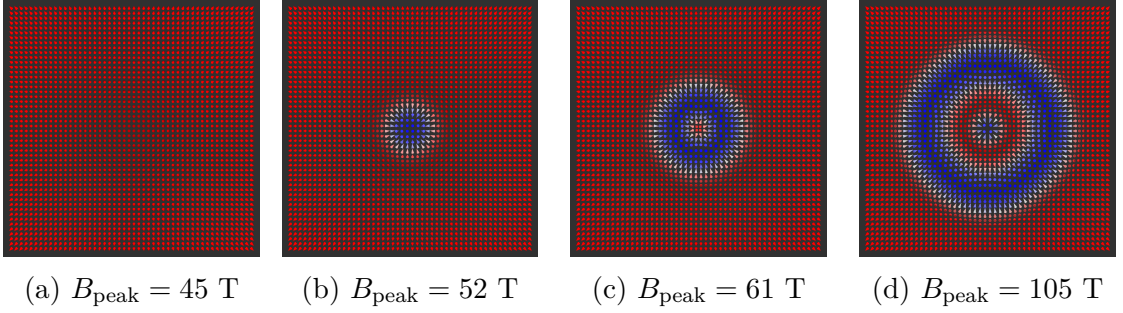 (a) B_peak = 45 T
(b) B_peak = 52 T
(c) B_peak = 61 T
(d) B_peak = 105 T